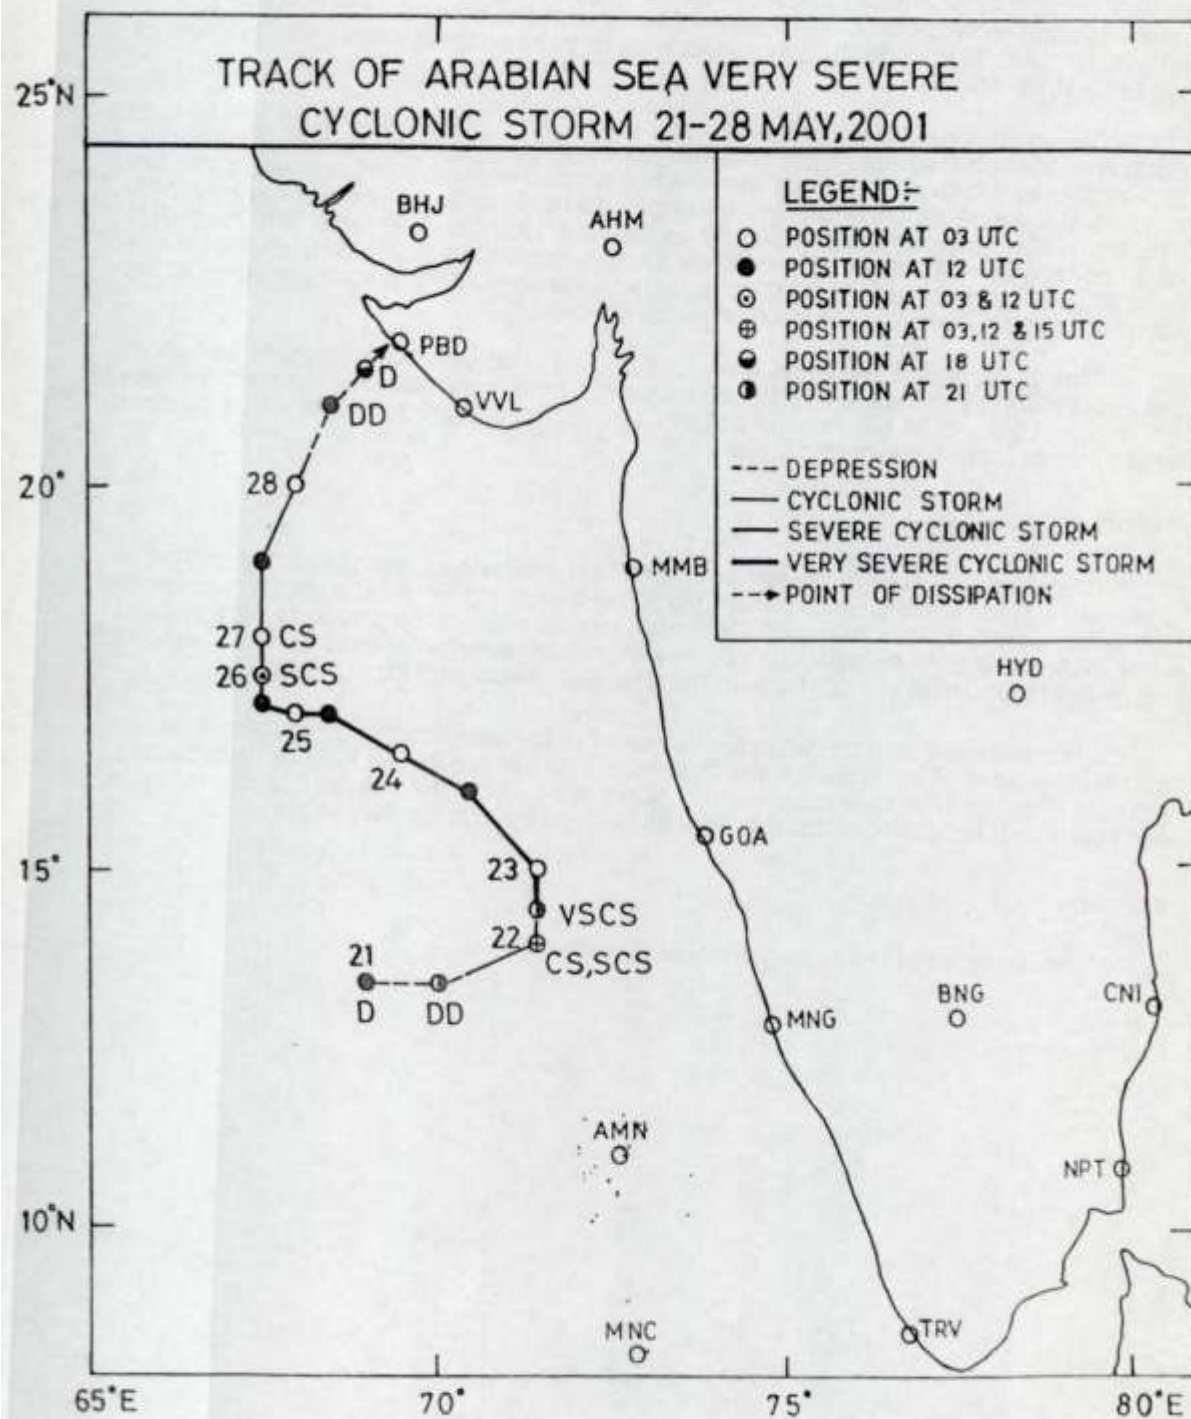 TRACK OF ARABIAN SEA VERY SEVERE
CYCLONIC STORM 21-28 MAY, 2001
25°N
LEGEND:-
POSITION AT 03 UTC
POSITION AT 12 UTC
POSITION AT 03 & 12 UTC
POSITION AT 03,12 & 15 UTC
POSITION AT 18 UTC
POSITION AT 21 UTC
DEPRESSION
CYCLONIC STORM
SEVERE CYCLONIC STORM
VERY SEVERE CYCLONIC STORM
POINT OF DISSIPATION
BHJ
AHM
PBD
D
DD
VVL
20°
28
MMB
27 CS
26 SCS
HYD
25
24
GOA
15°
23
VSCS
22
CS,SCS
21
D
DD
BNG
CNI
MNG
AMN
NPT
10°N
MNC
TRV
65°E
70°
75°
80°E